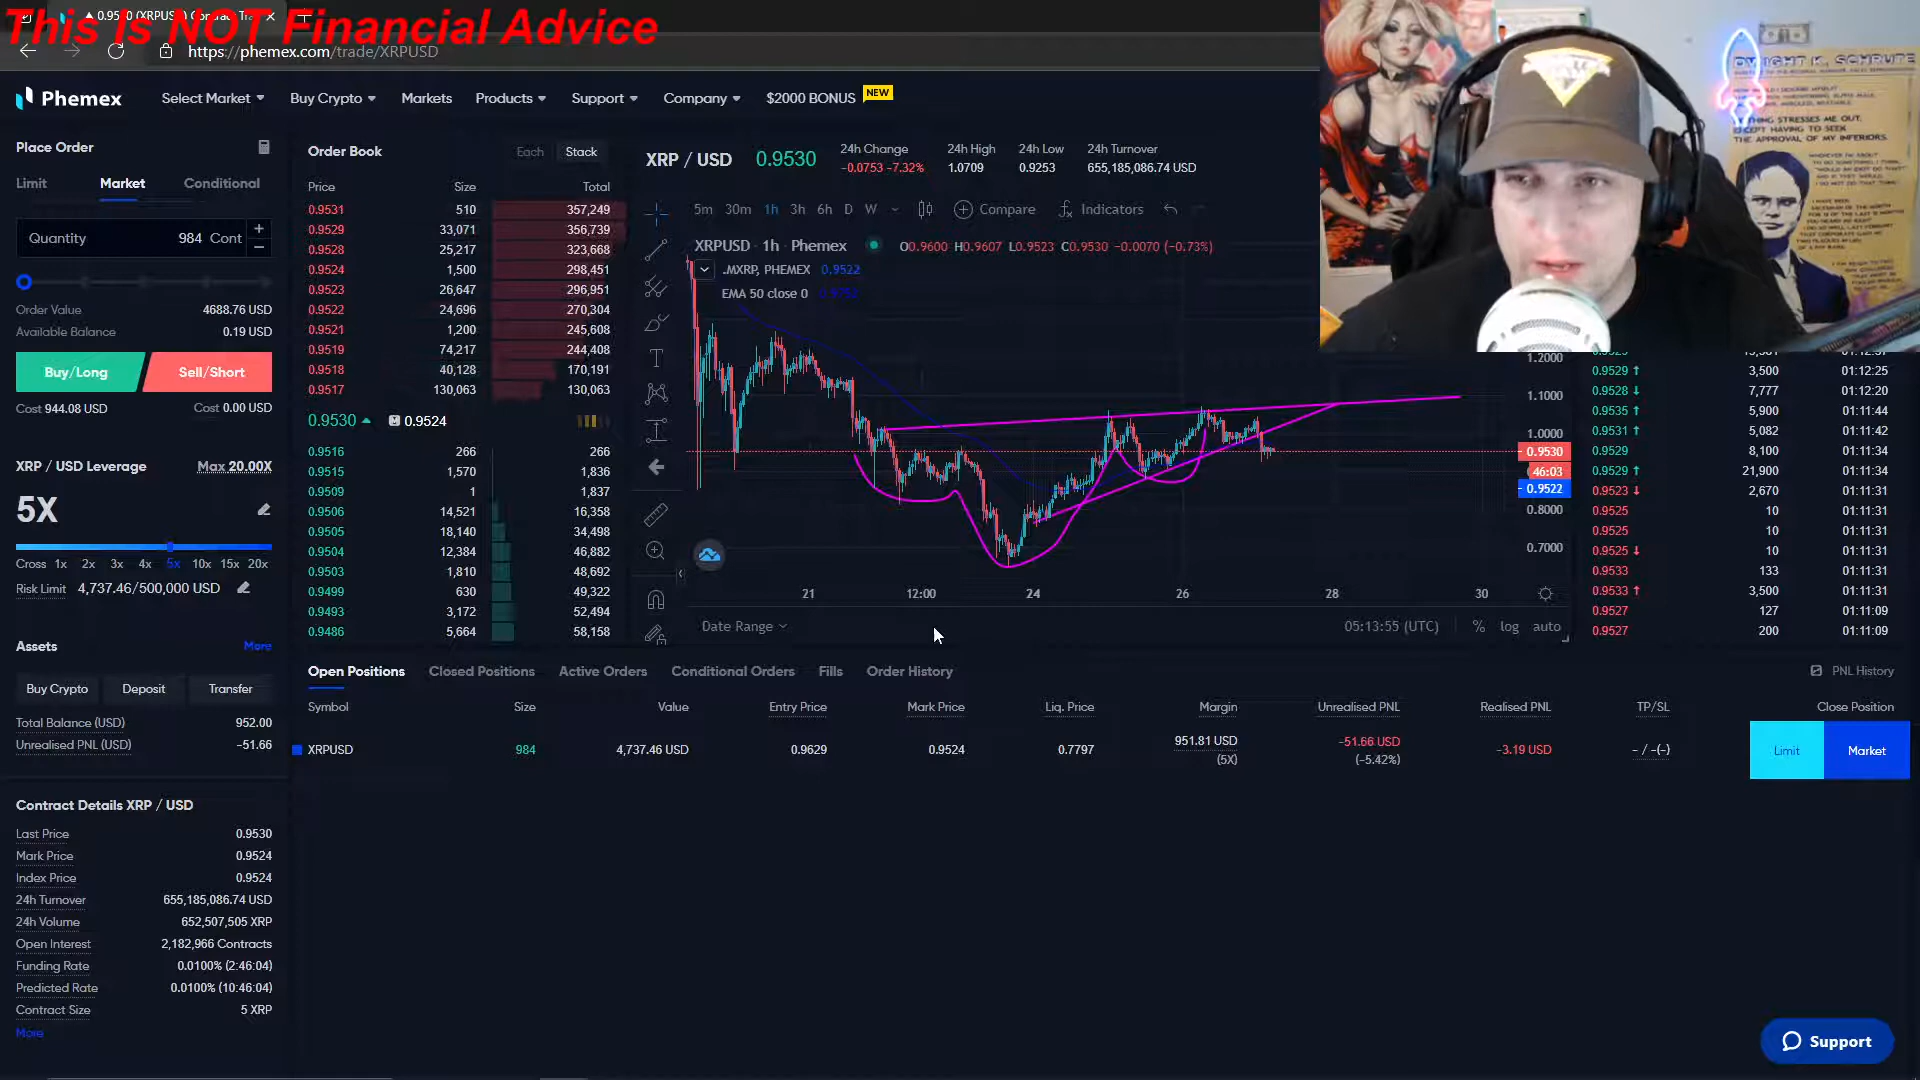 This is NOT Financial Advice
https://phemex.com/trade/XRPUSD
Phemex
Select Market
Buy Crypto
Markets
Products
Support
Company
$2000 BONUS
NEW
Place Order
Limit
Market
Conditional
Quantity
984 Cont
+
−
Order Value
4688.76 USD
Available Balance
0.19 USD
Buy/Long
Sell/Short
Cost 944.08 USD
Cost 0.00 USD
XRP / USD Leverage
Max 20.00X
5X
Cross 1x 2x 3x 4x 5x 10x 15x 20x
Risk Limit 4,737.46/500,000 USD
Assets
More
Buy Crypto
Deposit
Transfer
Total Balance (USD) 952.00
Unrealised PNL (USD) -51.66
Contract Details XRP / USD
Last Price 0.9530
Mark Price 0.9524
Index Price 0.9524
24h Turnover 655,185,086.74 USD
24h Volume 652,507,505 XRP
Open Interest 2,182,966 Contracts
Funding Rate 0.0100% (2:46:04)
Predicted Rate 0.0100% (10:46:04)
Contract Size 5 XRP
More
Order Book
Each
Stack
Price Size Total
0.9531 510 357,249
0.9529 33,071 356,739
0.9528 25,217 323,668
0.9524 1,500 298,451
0.9523 26,647 296,951
0.9522 24,696 270,304
0.9521 1,200 245,608
0.9519 74,217 244,408
0.9518 40,128 170,191
0.9517 130,063 130,063
0.9530 0.9524
0.9516 266 266
0.9515 1,570 1,836
0.9509 1 1,837
0.9506 14,521 16,358
0.9505 18,140 34,498
0.9504 12,384 46,882
0.9503 1,810 48,692
0.9499 630 49,322
0.9493 3,172 52,494
0.9486 5,664 58,158
XRP / USD 0.9530
24h Change
-0.0753 -7.32%
24h High
1.0709
24h Low
0.9253
24h Turnover
655,185,086.74 USD
5m 30m 1h 3h 6h D W
Compare
Indicators
XRPUSD · 1h · Phemex
O0.9600 H0.9607 L0.9523 C0.9530 -0.0070 (-0.73%)
.MXRP, PHEMEX 0.9522
EMA 50 close 0
1.2000
1.1000
1.0000
0.9530
46:03
0.9522
0.8000
0.7000
21 12:00 24 26 28 30
Date Range
05:13:55 (UTC)
% log auto
DWIGHT K. SCHRUTE
0.9529 ↑ 3,500 01:12:25
0.9528 ↓ 7,777 01:12:20
0.9535 ↑ 5,900 01:11:44
0.9531 ↑ 5,082 01:11:42
0.9529 8,100 01:11:34
0.9529 ↑ 21,900 01:11:34
0.9523 ↓ 2,670 01:11:31
0.9525 10 01:11:31
0.9525 10 01:11:31
0.9525 ↓ 10 01:11:31
0.9533 133 01:11:31
0.9533 ↑ 3,500 01:11:31
0.9527 127 01:11:09
0.9527 200 01:11:09
Open Positions
Closed Positions
Active Orders
Conditional Orders
Fills
Order History
PNL History
Symbol Size Value Entry Price Mark Price Liq. Price Margin Unrealised PNL Realised PNL TP/SL Close Position
XRPUSD 984 4,737.46 USD 0.9629 0.9524 0.7797 951.81 USD (5X) -51.66 USD (-5.42%) -3.19 USD - / -(-) Limit Market
Support